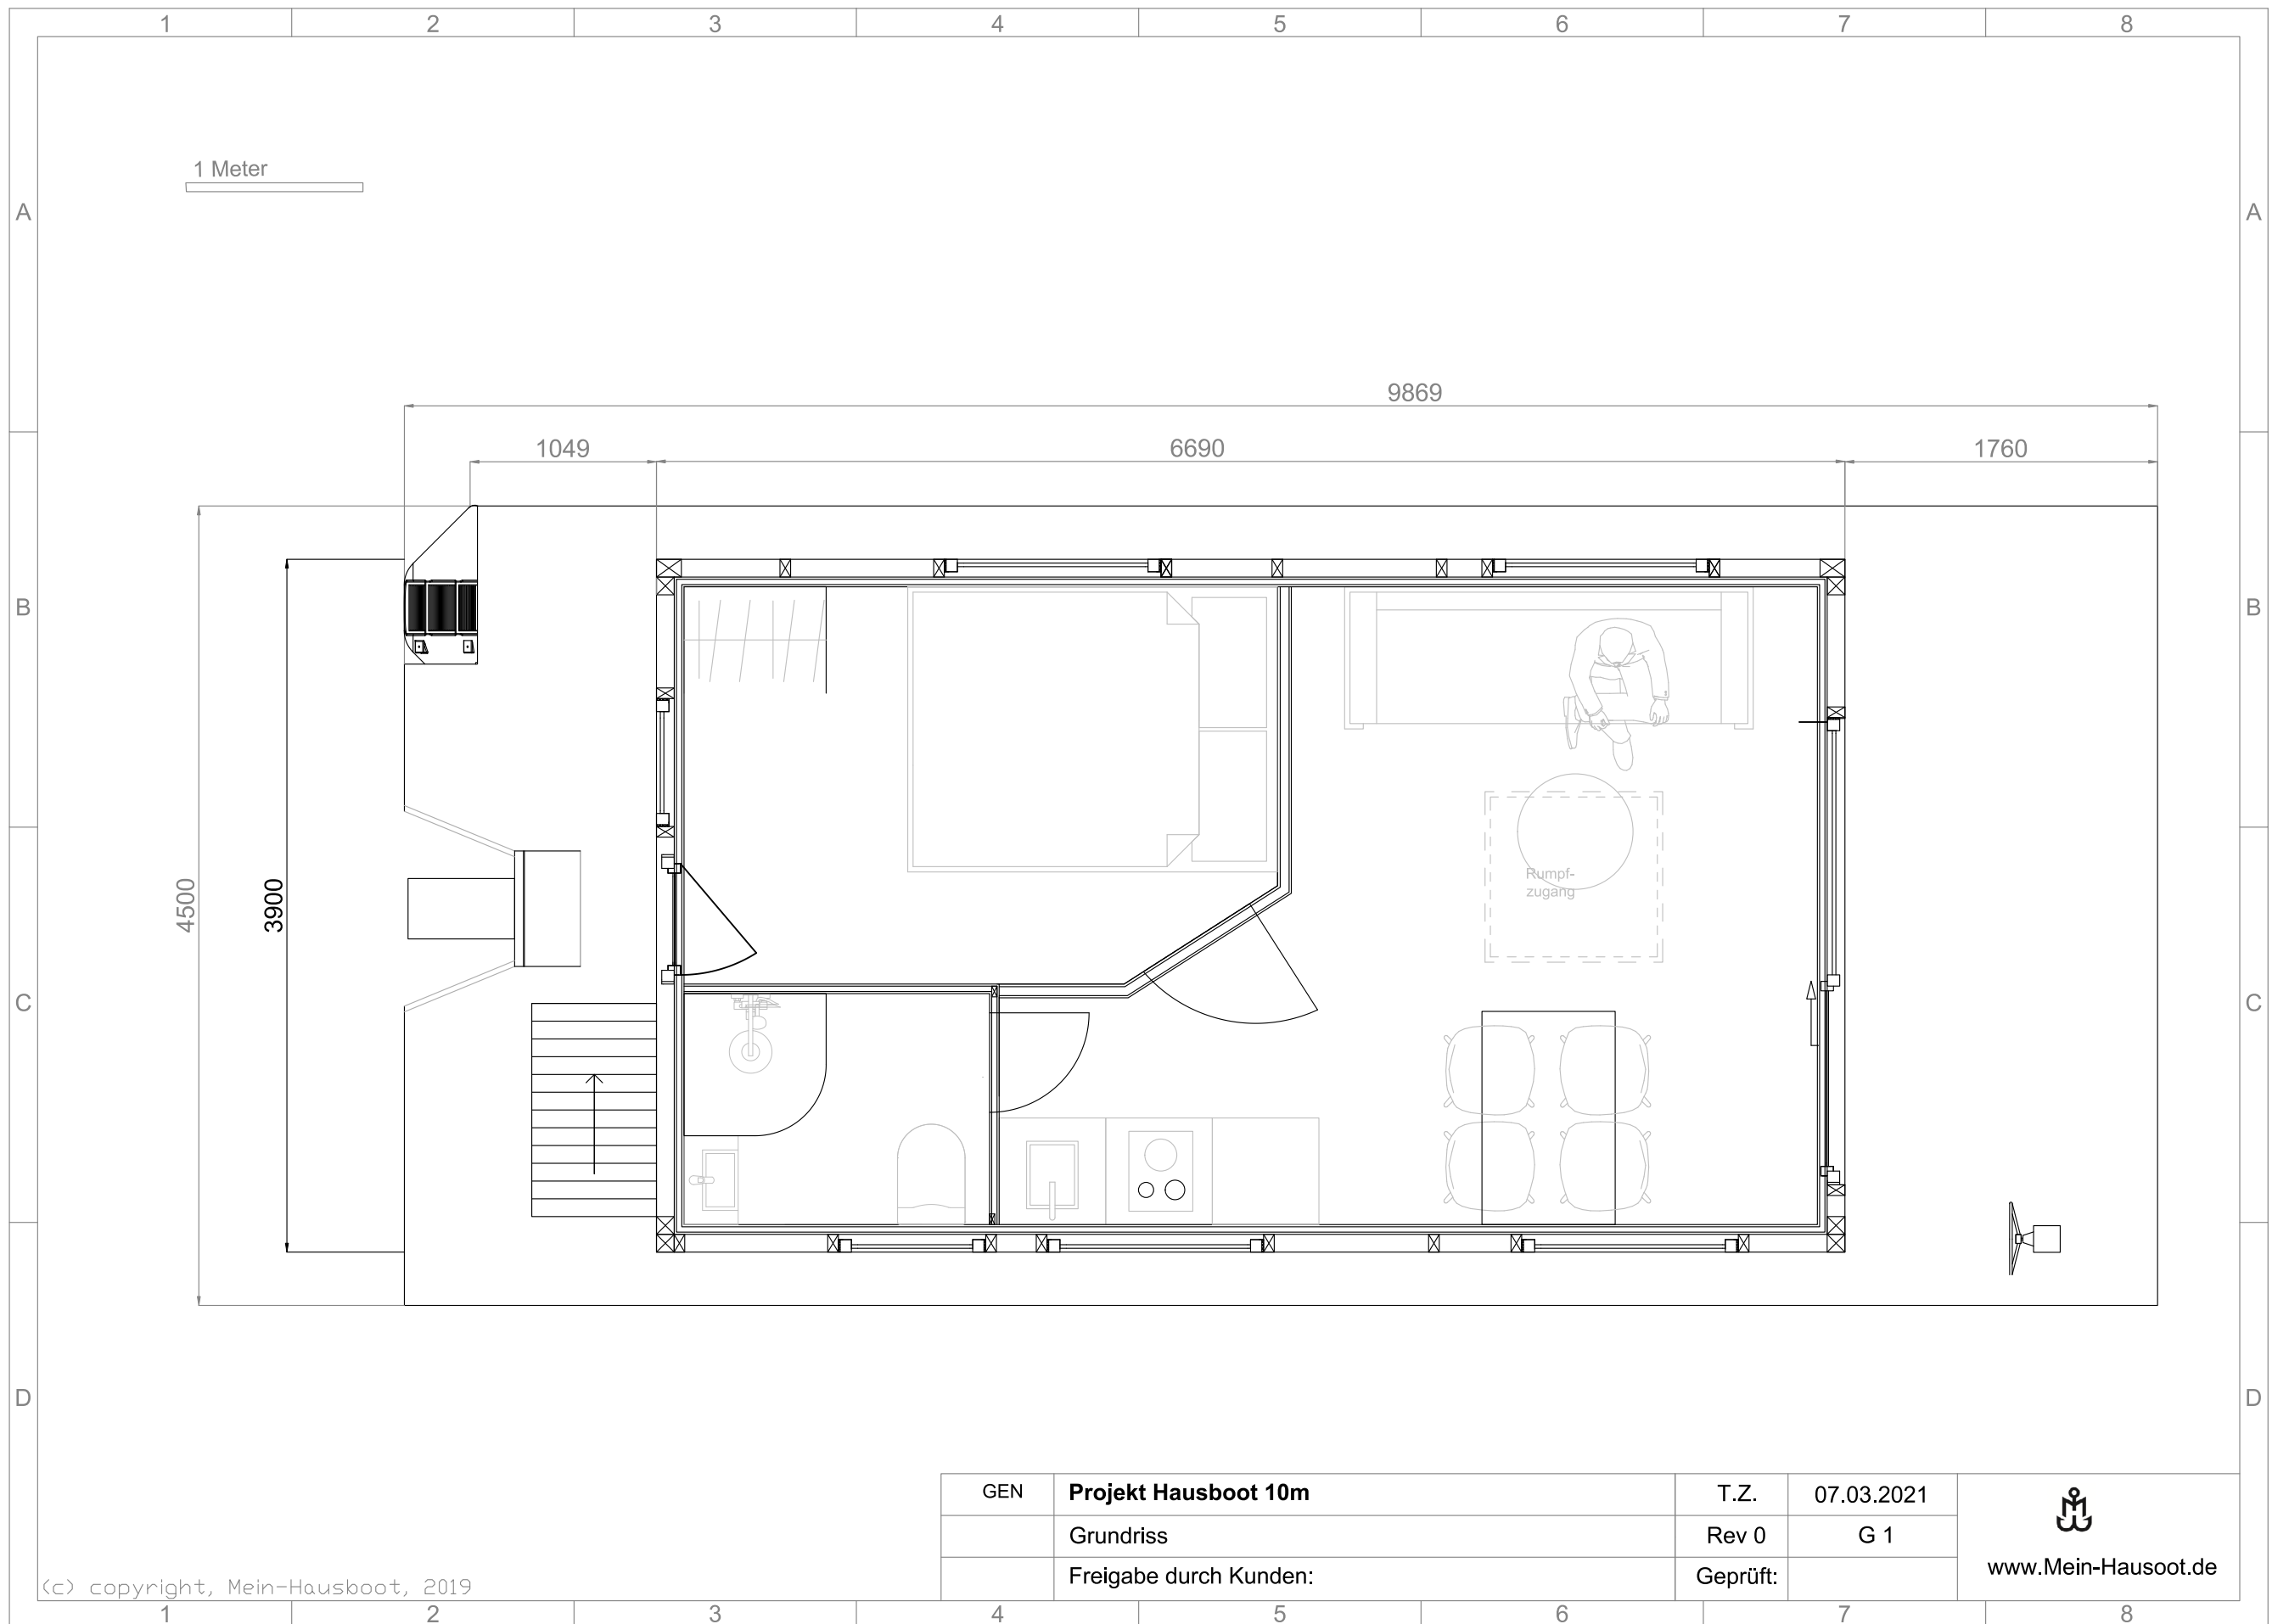 1 2 3 4 5 6 7 8
1 Meter
A A
9869
1049 6690 1760
B B
4500
3900
Rumpf-
zugang
C C
D D
GEN Projekt Hausboot 10m T.Z. 07.03.2021
Grundriss Rev 0 G 1
Freigabe durch Kunden: Geprüft:
www.Mein-Hausoot.de
(c) copyright, Mein-Hausboot, 2019
1 2 3 4 5 6 7 8